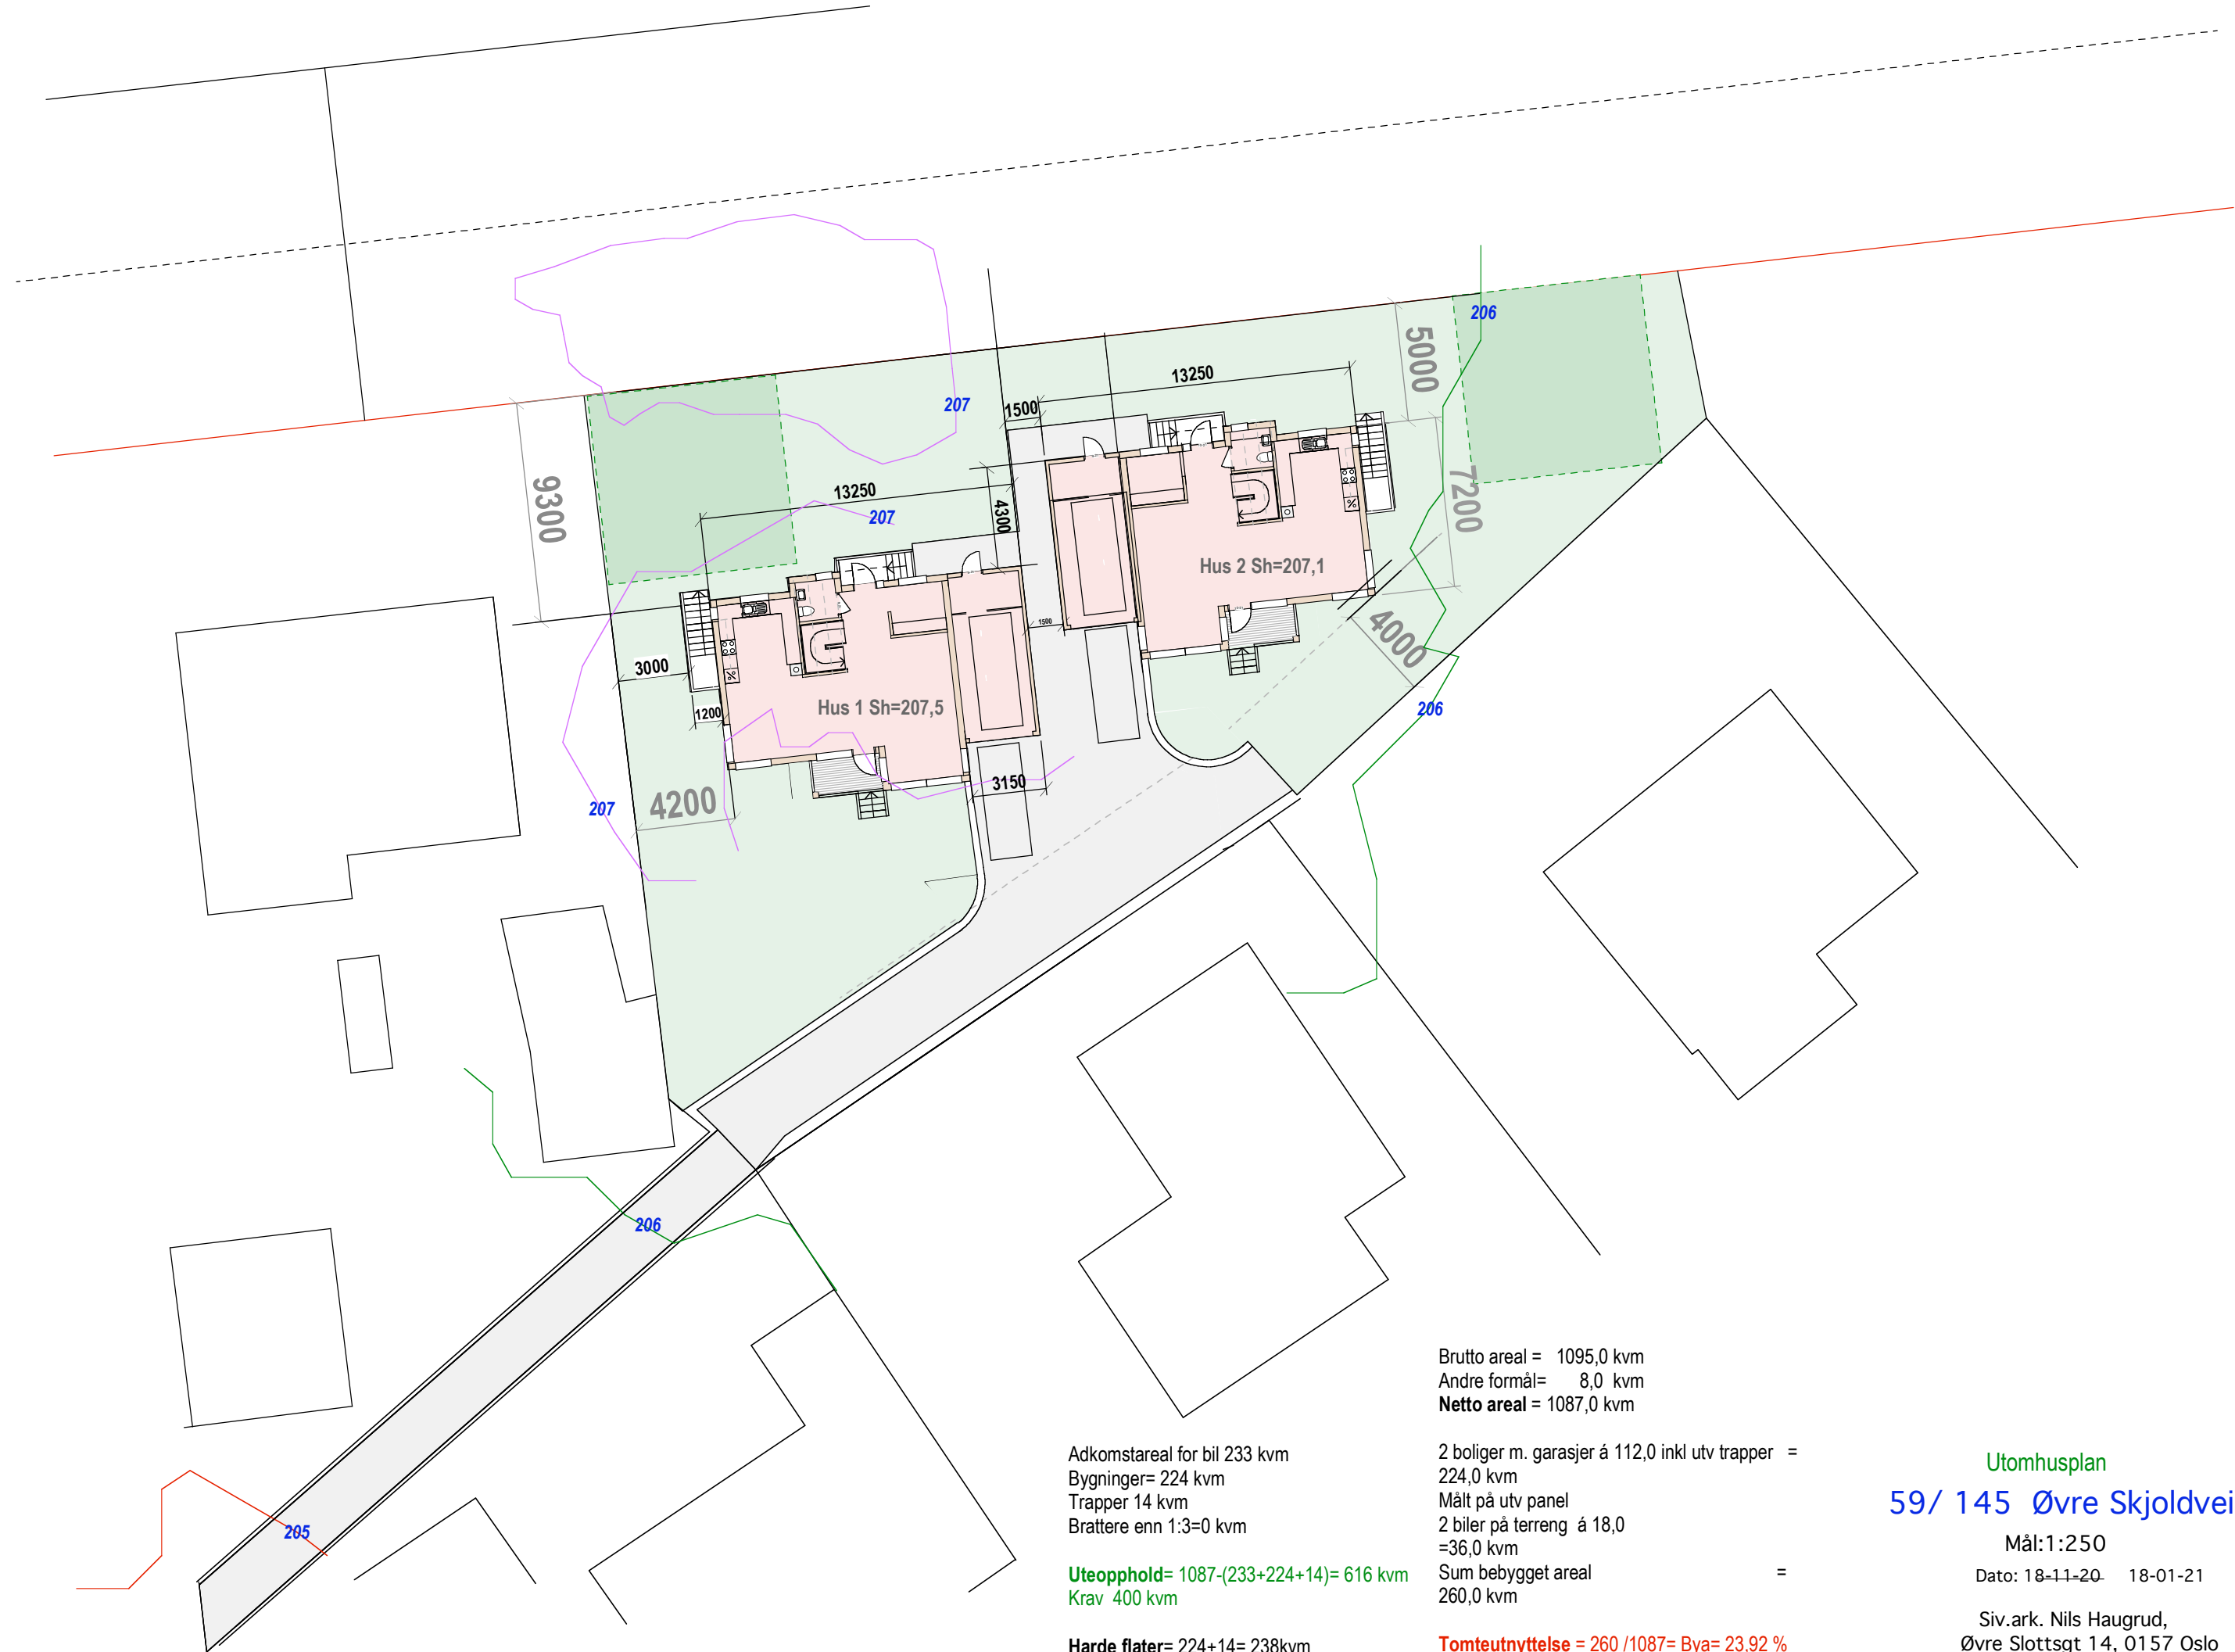 206
5000
13250
1500
207
9300
13250
207
4300
7200
Hus 2 Sh=207,1
1500
4000
3000
1200
Hus 1 Sh=207,5
206
3150
4200
207
206
205
Adkomstareal for bil 233 kvm
Bygninger= 224 kvm
Trapper 14 kvm
Brattere enn 1:3=0 kvm
Uteopphold= 1087-(233+224+14)= 616 kvm
Krav 400 kvm
Harde flater= 224+14= 238kvm
Brutto areal = 1095,0 kvm
Andre formål= 8,0 kvm
Netto areal = 1087,0 kvm
2 boliger m. garasjer á 112,0 inkl utv trapper =
224,0 kvm
Målt på utv panel
2 biler på terreng á 18,0
=36,0 kvm
Sum bebygget areal =
260,0 kvm
Tomteutnyttelse = 260 /1087= Bya= 23,92 %
Utomhusplan
59/ 145 Øvre Skjoldvei
Mål:1:250
Dato: 18-11-20 18-01-21
Siv.ark. Nils Haugrud,
Øvre Slottsgt 14, 0157 Oslo